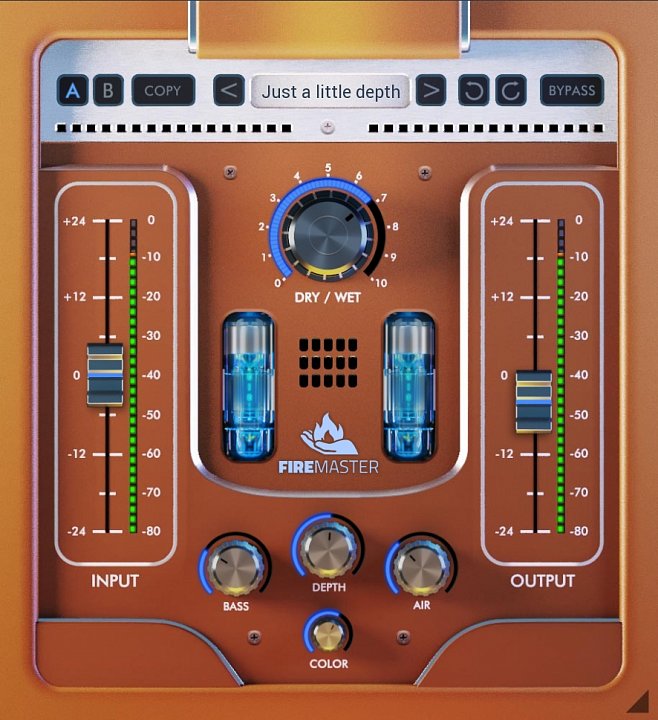 A B COPY < Just a little depth > BYPASS
5
4 6
3 7
2 8
1 9
0 10
DRY / WET
+24 0
-10
+12 -20
-30
0 -40
-50
-12 -60
-70
-24 -80
INPUT
+24 0
-10
+12 -20
-30
0 -40
-50
-12 -60
-70
-24 -80
OUTPUT
FIREMASTER
BASS
DEPTH
AIR
COLOR